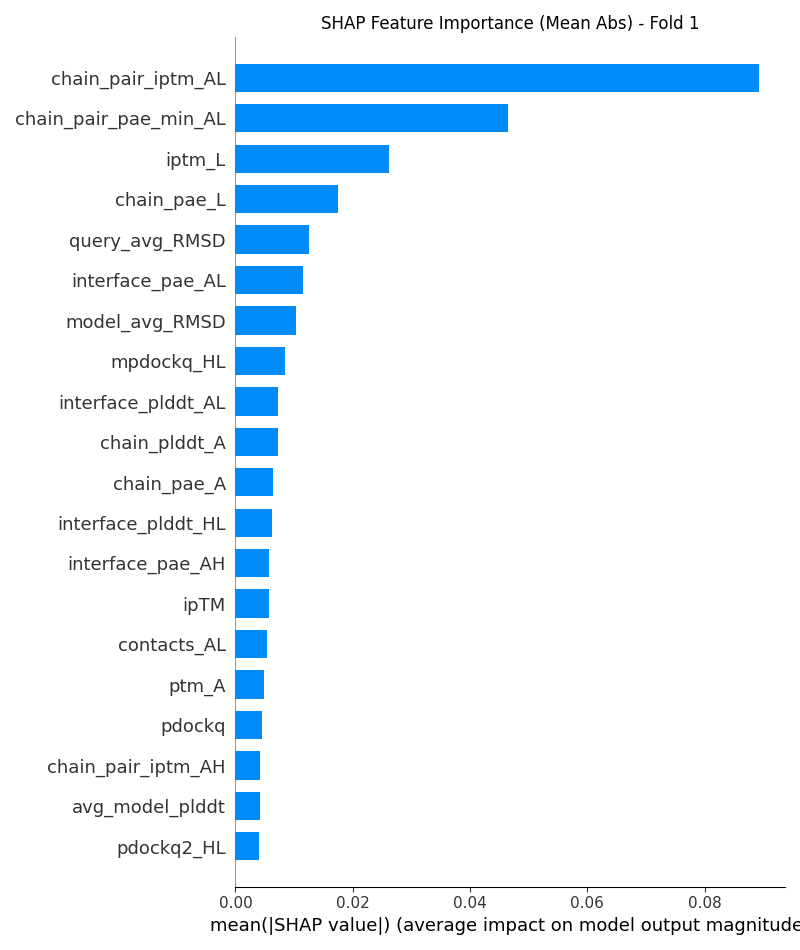 SHAP Feature Importance (Mean Abs) - Fold 1
chain_pair_iptm_AL
chain_pair_pae_min_AL
iptm_L
chain_pae_L
query_avg_RMSD
interface_pae_AL
model_avg_RMSD
mpdockq_HL
interface_plddt_AL
chain_plddt_A
chain_pae_A
interface_plddt_HL
interface_pae_AH
ipTM
contacts_AL
ptm_A
pdockq
chain_pair_iptm_AH
avg_model_plddt
pdockq2_HL
0.00 0.02 0.04 0.06 0.08
mean(|SHAP value|) (average impact on model output magnitude